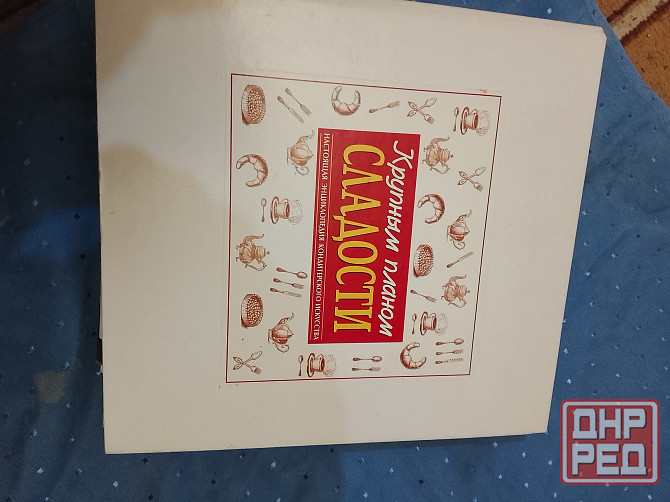 Крупным планом
СЛАДОСТИ
НАСТОЯЩАЯ ЭНЦИКЛОПЕДИЯ КОНДИТЕРСКОГО ИСКУССТВА
ДНР
РЕД